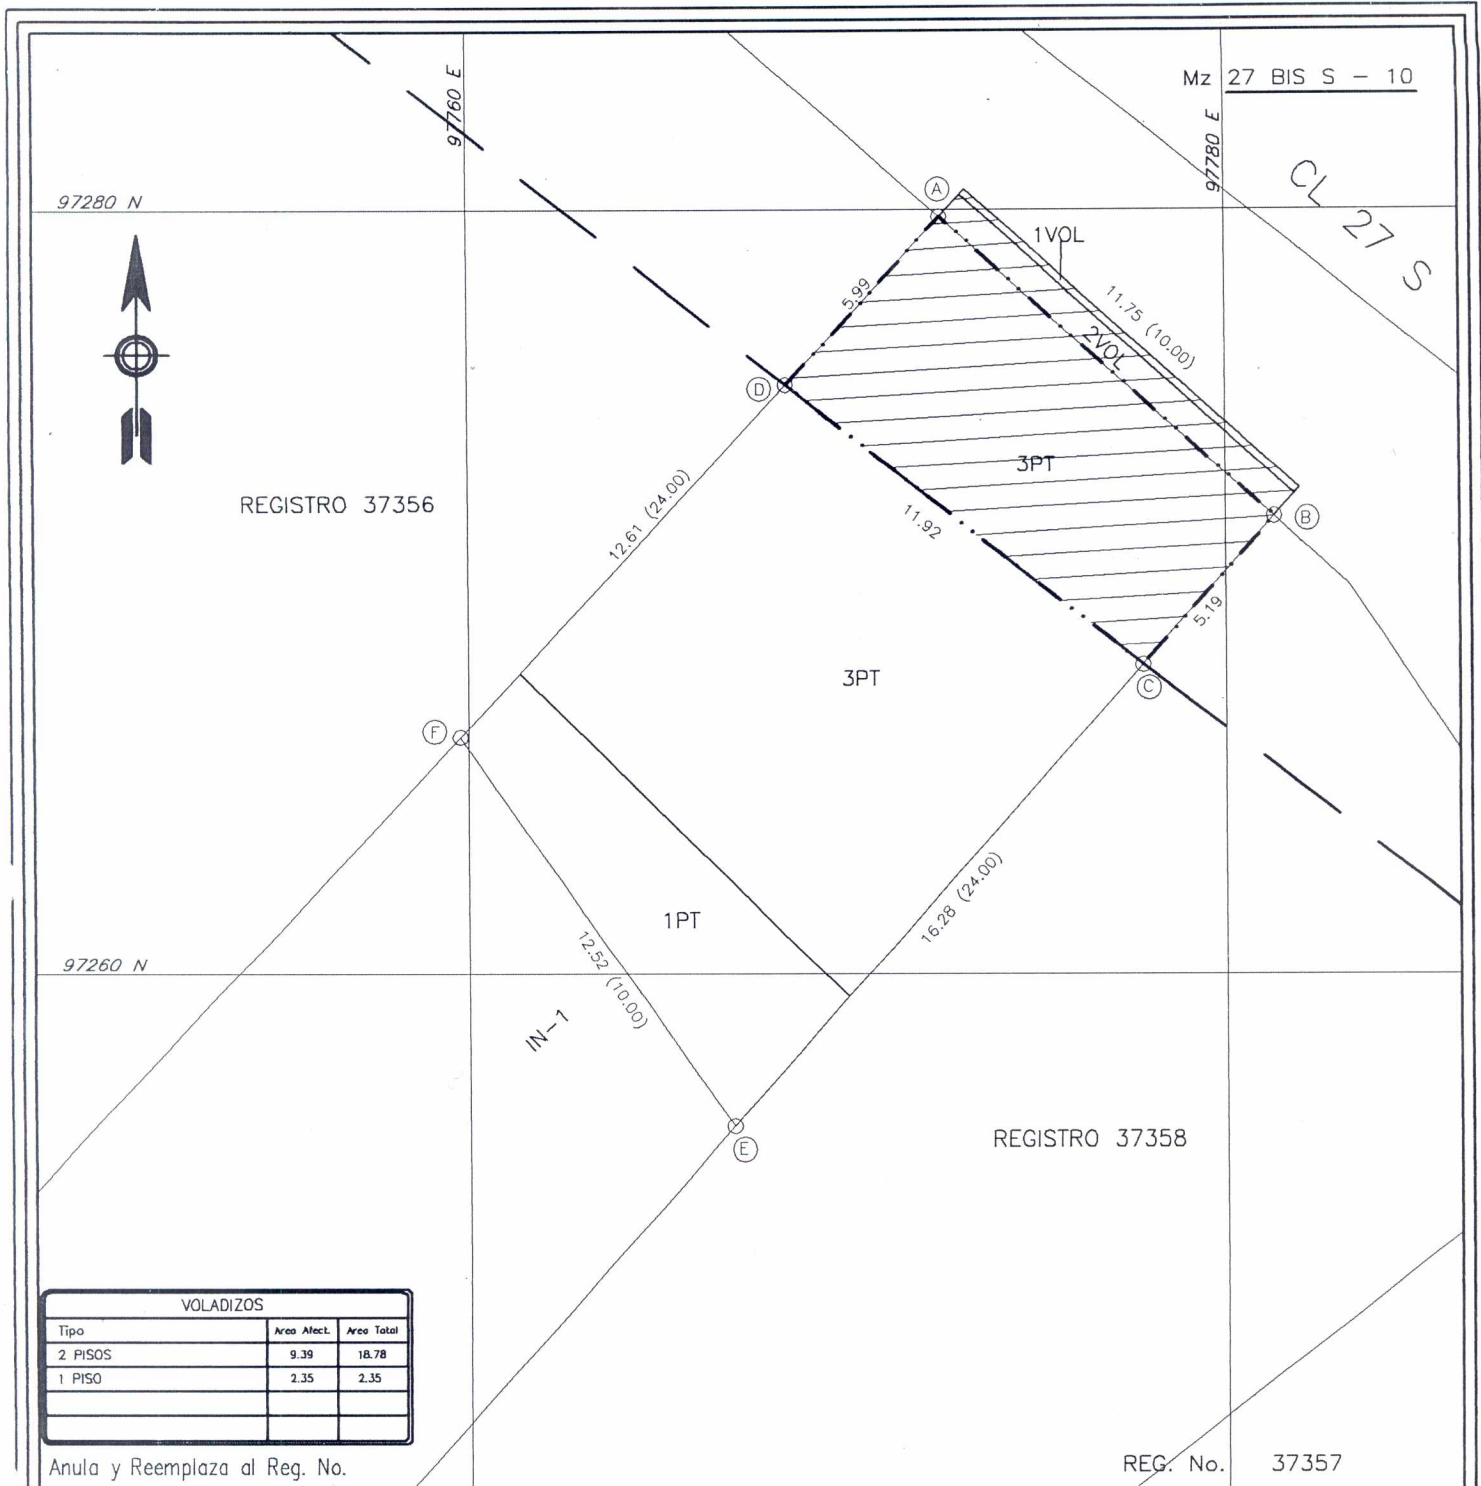 Mz 27 BIS S - 10
97760 E
97780 E
CL 27 S
97280 N
A
1VOL
11.75 (10.00)
5.99
2VOL
D
3PT
B
REGISTRO 37356
12.61 (24.00)
11.92
5.19
3PT
C
F
16.28 (24.00)
1PT
12.52 (10.00)
97260 N
IN-1
REGISTRO 37358
E
VOLADIZOS
Tipo Area Afect. Area Total
2 PISOS 9.39 18.78
1 PISO 2.35 2.35
Anula y Reemplaza al Reg. No.
REG. No. 37357